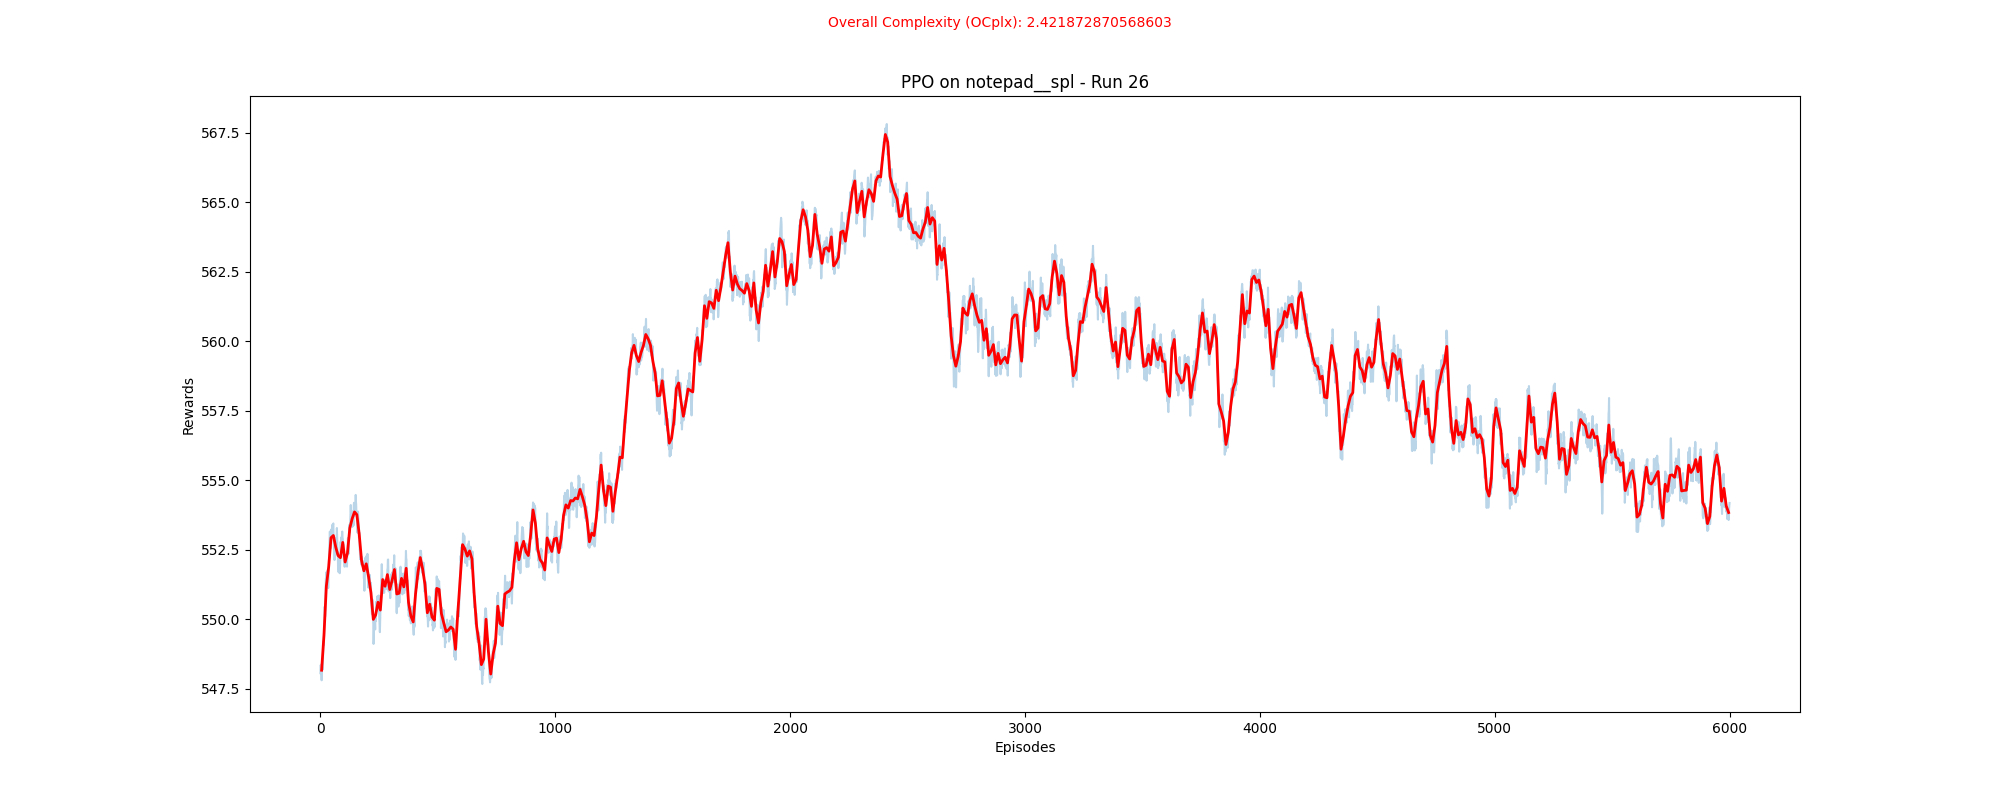 Overall Complexity (OCplx): 2.421872870568603
PPO on notepad__spl - Run 26
567.5
565.0
562.5
560.0
557.5
555.0
552.5
550.0
547.5
Rewards
0 1000 2000 3000 4000 5000 6000
Episodes